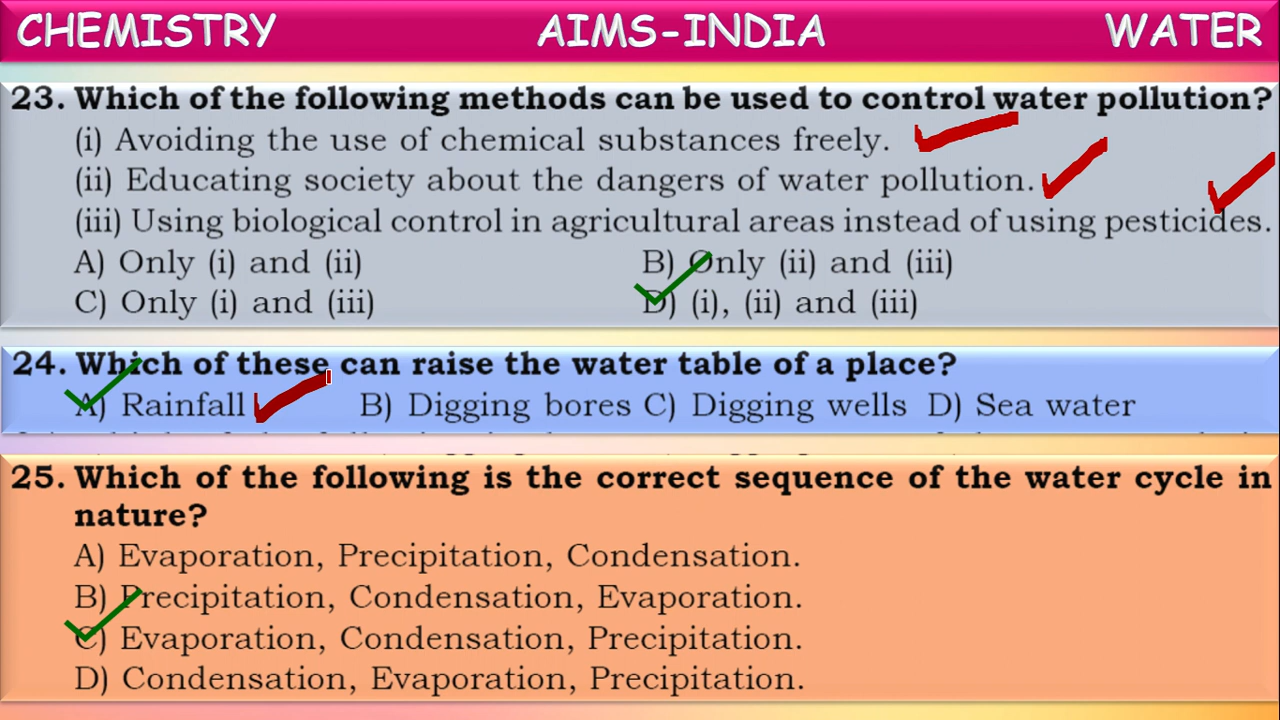 CHEMISTRY AIMS-INDIA WATER
23. Which of the following methods can be used to control water pollution?
(i) Avoiding the use of chemical substances freely.
(ii) Educating society about the dangers of water pollution.
(iii) Using biological control in agricultural areas instead of using pesticides.
A) Only (i) and (ii) B) Only (ii) and (iii)
C) Only (i) and (iii) D) (i), (ii) and (iii)
24. Which of these can raise the water table of a place?
A) Rainfall B) Digging bores C) Digging wells D) Sea water
25. Which of the following is the correct sequence of the water cycle in
nature?
A) Evaporation, Precipitation, Condensation.
B) Precipitation, Condensation, Evaporation.
C) Evaporation, Condensation, Precipitation.
D) Condensation, Evaporation, Precipitation.